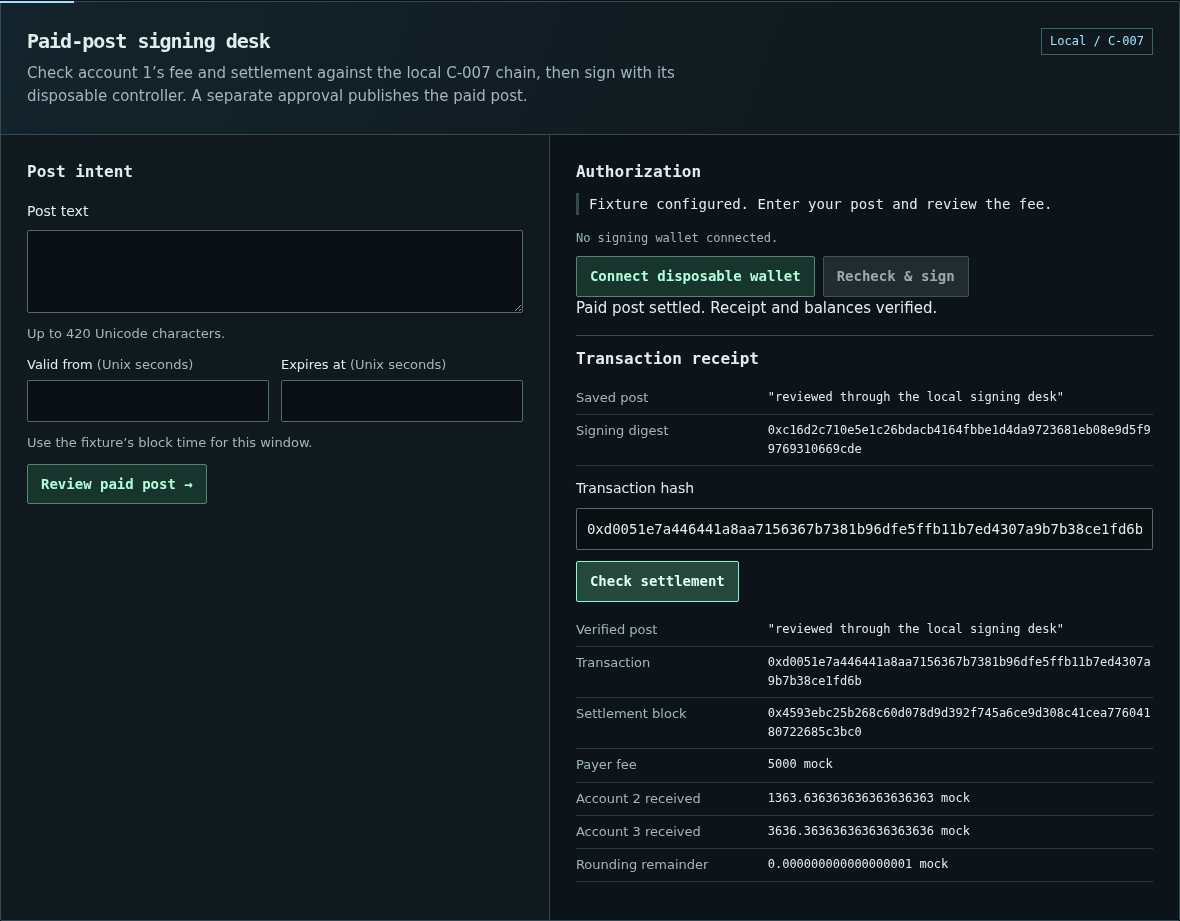 Paid-post signing desk
Local / C-007
Check account 1’s fee and settlement against the local C-007 chain, then sign with its
disposable controller. A separate approval publishes the paid post.
Post intent
Post text
Up to 420 Unicode characters.
Valid from (Unix seconds)
Expires at (Unix seconds)
Use the fixture’s block time for this window.
Review paid post →
Authorization
Fixture configured. Enter your post and review the fee.
No signing wallet connected.
Connect disposable wallet
Recheck & sign
Paid post settled. Receipt and balances verified.
Transaction receipt
Saved post
"reviewed through the local signing desk"
Signing digest
0xc16d2c710e5e1c26bdacb4164fbbe1d4da9723681eb08e9d5f9
9769310669cde
Transaction hash
0xd0051e7a446441a8aa7156367b7381b96dfe5ffb11b7ed4307a9b7b38ce1fd6b
Check settlement
Verified post
"reviewed through the local signing desk"
Transaction
0xd0051e7a446441a8aa7156367b7381b96dfe5ffb11b7ed4307a
9b7b38ce1fd6b
Settlement block
0x4593ebc25b268c60d078d9d392f745a6ce9d308c41cea776041
80722685c3bc0
Payer fee
5000 mock
Account 2 received
1363.636363636363636363 mock
Account 3 received
3636.363636363636363636 mock
Rounding remainder
0.000000000000000001 mock